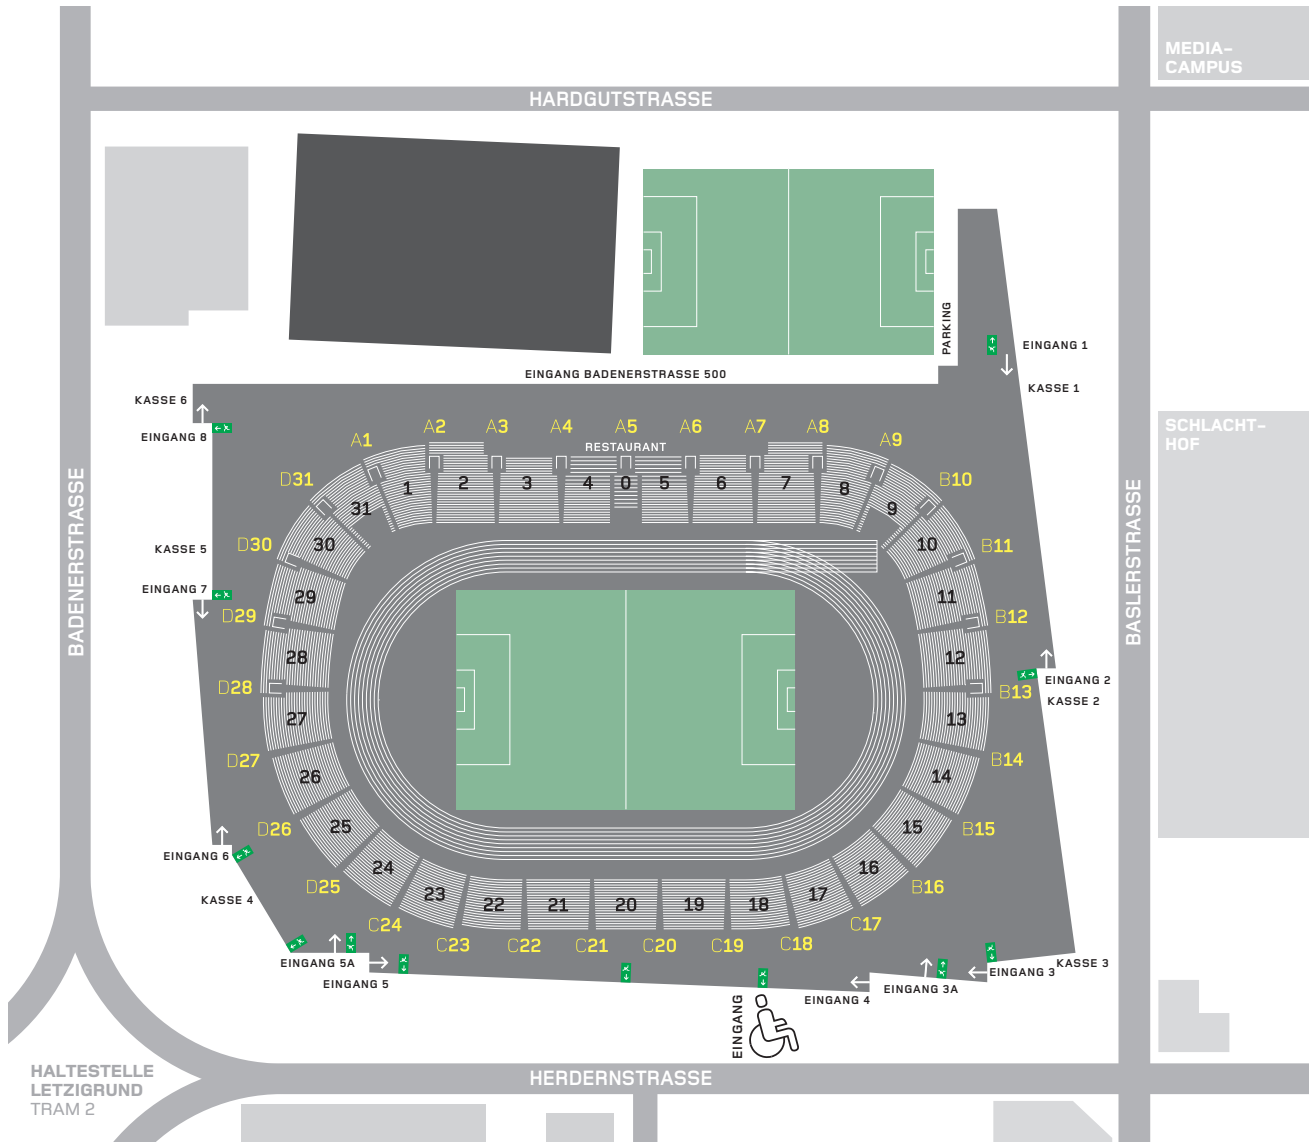 MEDIA-
CAMPUS
HARDGUTSTRASSE
PARKING
EINGANG 1
EINGANG BADENERSTRASSE 500
KASSE 1
KASSE 6
EINGANG 8
SCHLACHT-
HOF
A1
A2
A3
A4
A5
A6
A7
A8
A9
RESTAURANT
D31
B10
1
2
3
4
0
5
6
7
8
9
31
BADENERSTRASSE
BASLERSTRASSE
D30
30
10
B11
KASSE 5
EINGANG 7
29
11
D29
B12
28
12
D28
B13
EINGANG 2
KASSE 2
27
13
D27
B14
26
14
D26
25
15
B15
EINGANG 6
24
16
D25
B16
KASSE 4
23
22
21
20
19
18
17
C24
C23
C22
C21
C20
C19
C18
C17
EINGANG 5A
EINGANG 5
EINGANG 4
EINGANG 3A
EINGANG 3
KASSE 3
EINGANG
HALTESTELLE
LETZIGRUND
TRAM 2
HERDERNSTRASSE